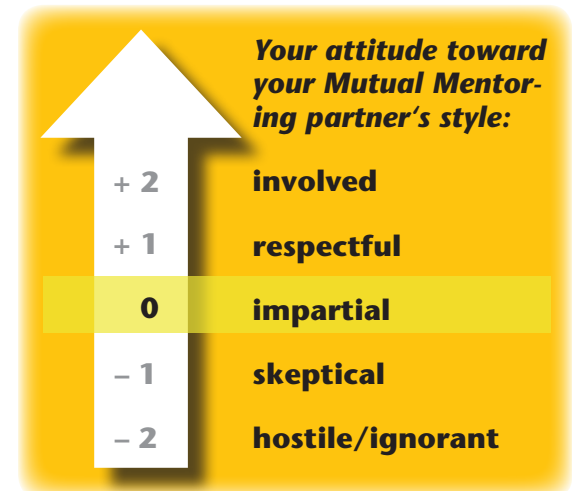 Your attitude toward
your Mutual Mentor-
ing partner‘s style:
+ 2 involved
+ 1 respectful
0 impartial
– 1 skeptical
– 2 hostile/ignorant